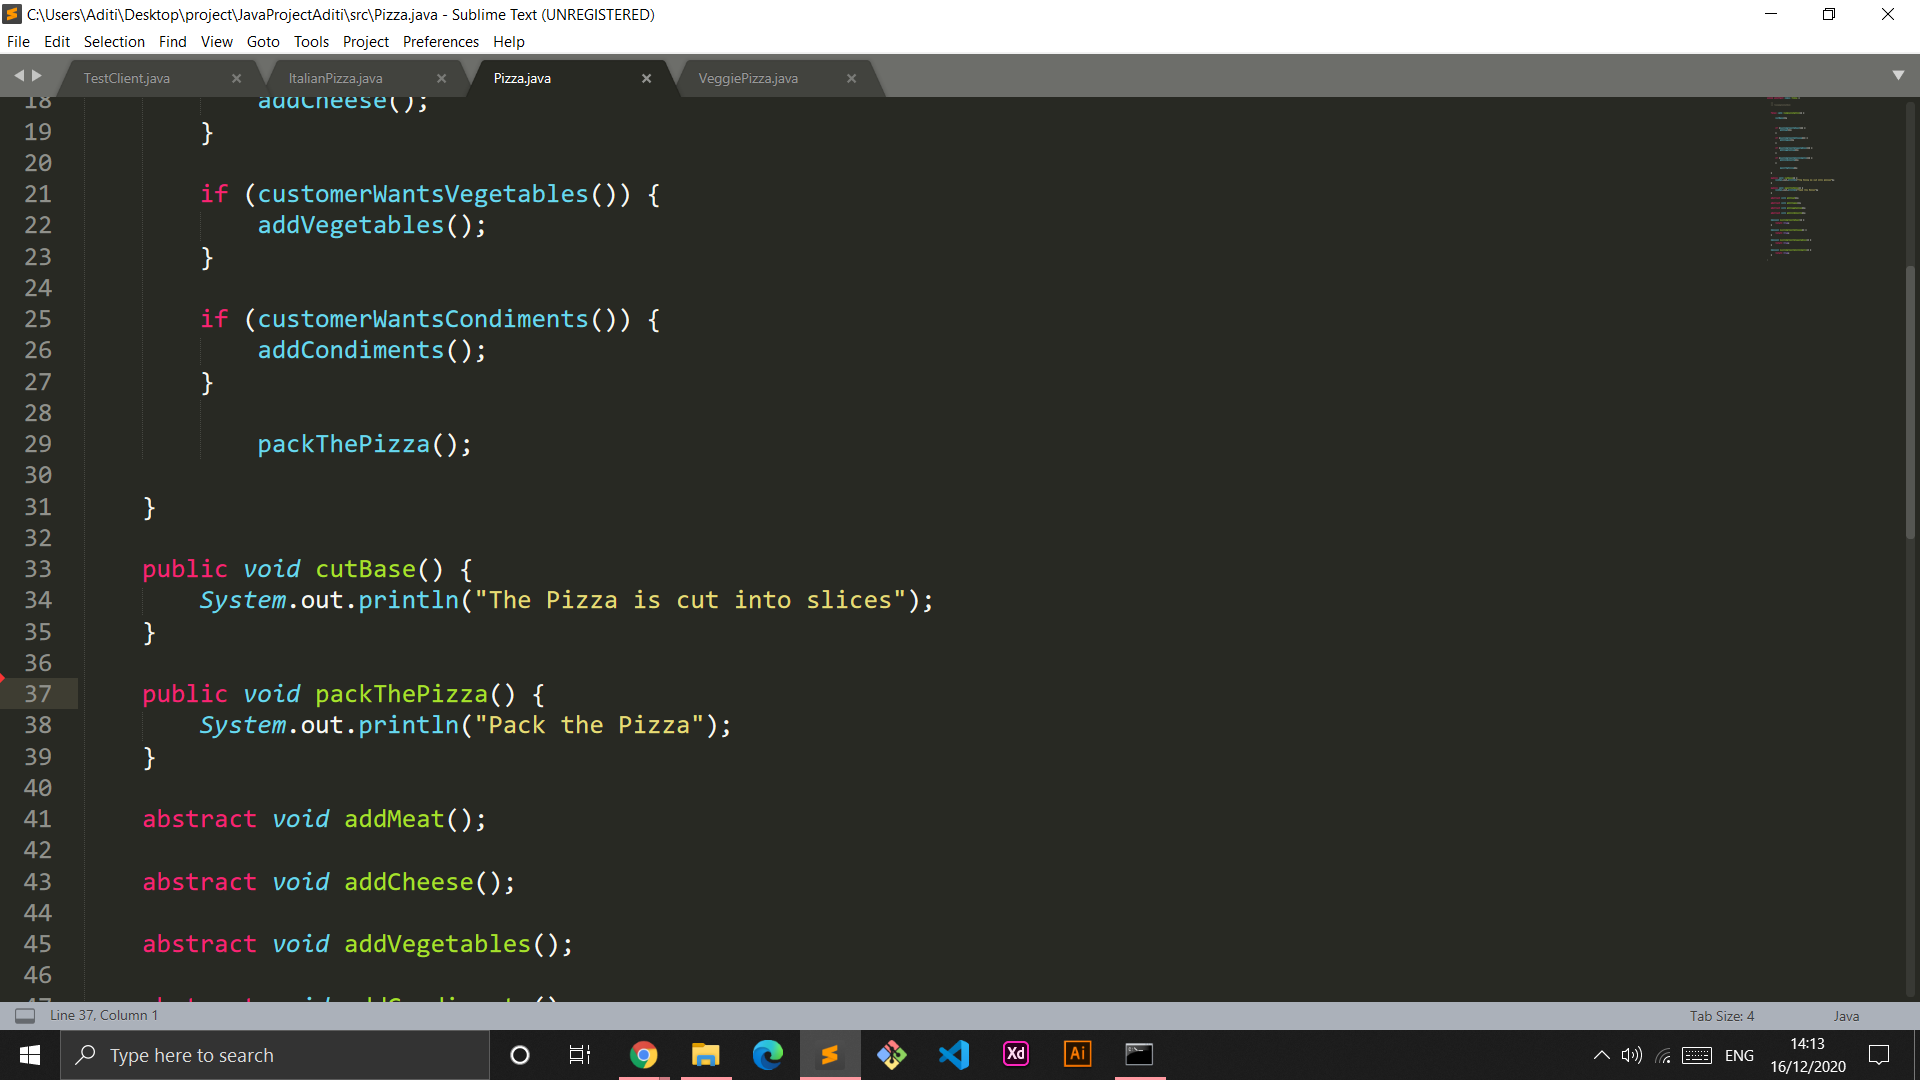 C:\Users\Aditi\Desktop\project\JavaProjectAditi\src\Pizza.java - Sublime Text (UNREGISTERED)
File Edit Selection Find View Goto Tools Project Preferences Help
TestClient.java ItalianPizza.java Pizza.java VeggiePizza.java
18 addCheese();
19 }
20
21 if (customerWantsVegetables()) {
22 addVegetables();
23 }
24
25 if (customerWantsCondiments()) {
26 addCondiments();
27 }
28
29 packThePizza();
30
31 }
32
33 public void cutBase() {
34 System.out.println("The Pizza is cut into slices");
35 }
36
37 public void packThePizza() {
38 System.out.println("Pack the Pizza");
39 }
40
41 abstract void addMeat();
42
43 abstract void addCheese();
44
45 abstract void addVegetables();
46
Line 37, Column 1 Tab Size: 4 Java
Type here to search
Xd Ai
ENG
14:13
16/12/2020